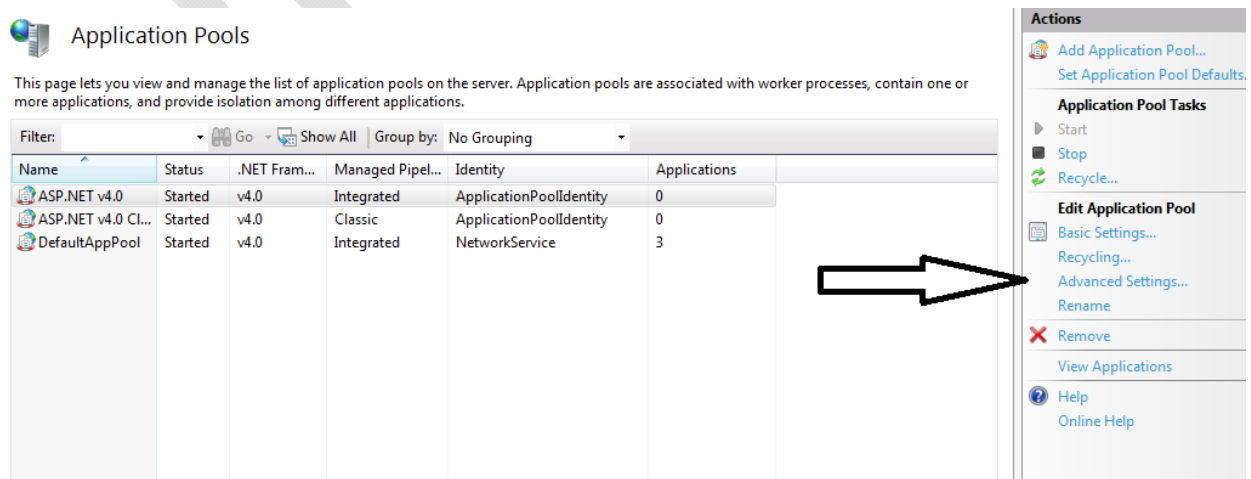 Application Pools
This page lets you view and manage the list of application pools on the server. Application pools are associated with worker processes, contain one or
more applications, and provide isolation among different applications.
Filter: Go Show All Group by: No Grouping
Name Status .NET Fram... Managed Pipel... Identity Applications
ASP.NET v4.0 Started v4.0 Integrated ApplicationPoolIdentity 0
ASP.NET v4.0 Cl... Started v4.0 Classic ApplicationPoolIdentity 0
DefaultAppPool Started v4.0 Integrated NetworkService 3
Actions
Add Application Pool...
Set Application Pool Defaults.
Application Pool Tasks
Start
Stop
Recycle...
Edit Application Pool
Basic Settings...
Recycling...
Advanced Settings...
Rename
Remove
View Applications
Help
Online Help